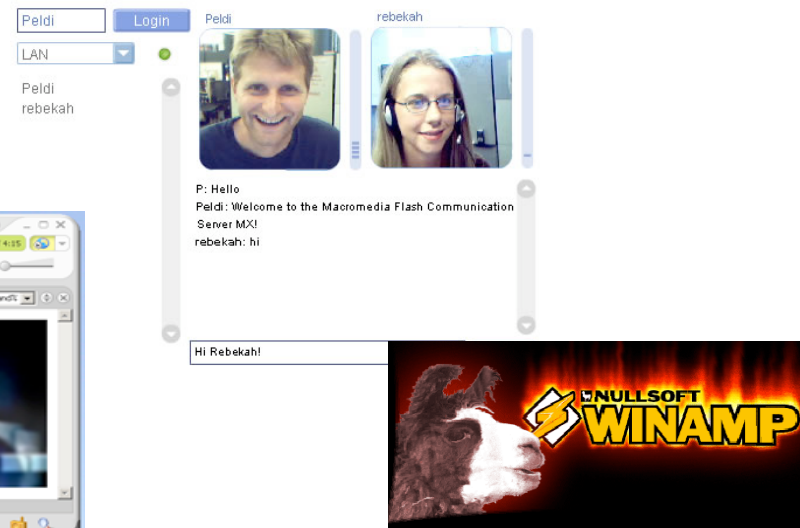 Peldi
Login
LAN
Peldi
rebekah
Peldi
rebekah
P: Hello
Peldi: Welcome to the Macromedia Flash Communication
Server MX!
rebekah: hi
Hi Rebekah!
4:15
NULLSOFT
WINAMP